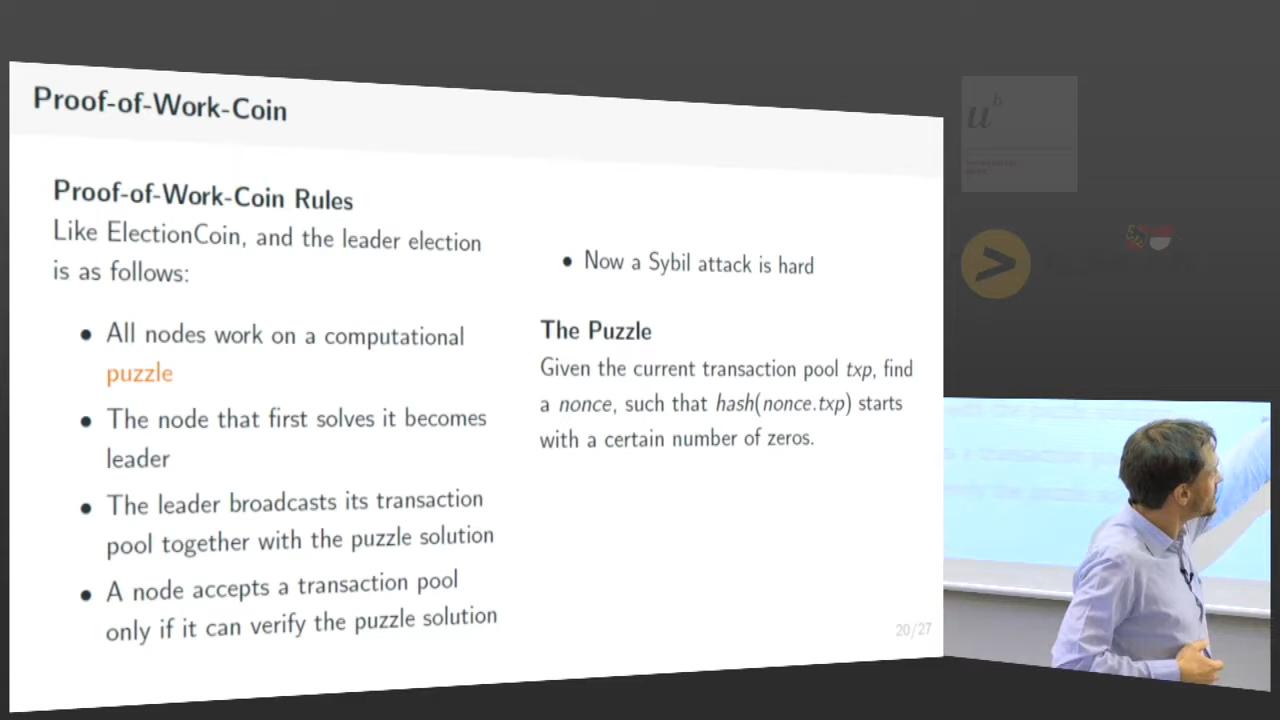 Proof-of-Work-Coin
Proof-of-Work-Coin Rules
Like ElectionCoin, and the leader election
is as follows:
• All nodes work on a computational
puzzle
• The node that first solves it becomes
leader
• The leader broadcasts its transaction
pool together with the puzzle solution
• A node accepts a transaction pool
only if it can verify the puzzle solution
• Now a Sybil attack is hard
The Puzzle
Given the current transaction pool txp, find
a nonce, such that hash(nonce.txp) starts
with a certain number of zeros.
20/27
u^b